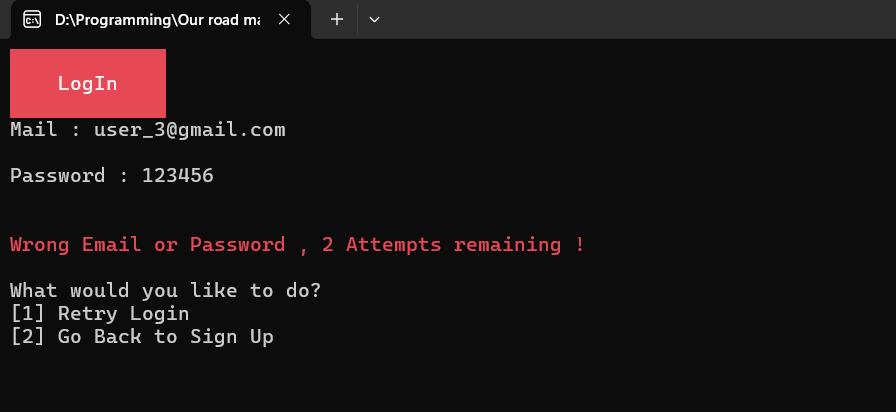 D:\Programming\Our road
LogIn
Mail : user_3@gmail.com
Password : 123456
Wrong Email or Password , 2 Attempts remaining !
What would you like to do?
[1] Retry Login
[2] Go Back to Sign Up